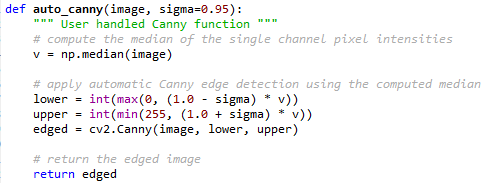 def auto_canny(image, sigma=0.95):
    """ User handled Canny function """
    # compute the median of the single channel pixel intensities
    v = np.median(image)

    # apply automatic Canny edge detection using the computed median
    lower = int(max(0, (1.0 - sigma) * v))
    upper = int(min(255, (1.0 + sigma) * v))
    edged = cv2.Canny(image, lower, upper)

    # return the edged image
    return edged